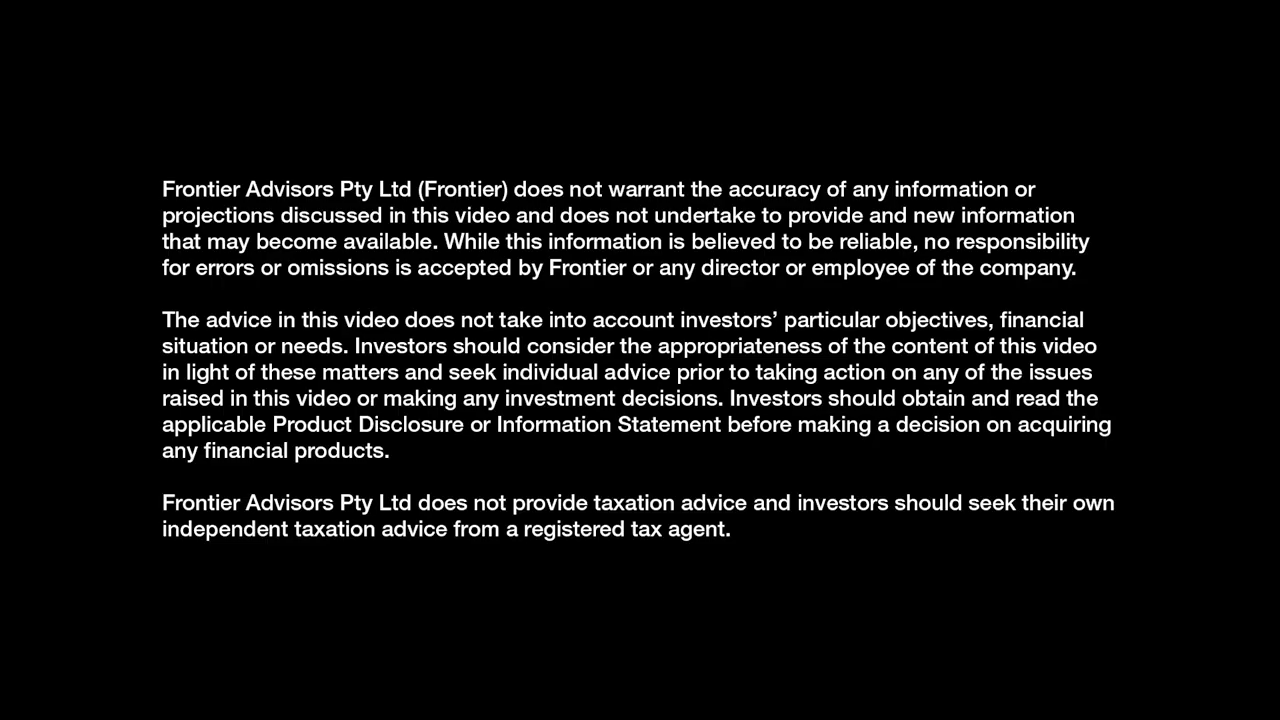 Frontier Advisors Pty Ltd (Frontier) does not warrant the accuracy of any information or
projections discussed in this video and does not undertake to provide and new information
that may become available. While this information is believed to be reliable, no responsibility
for errors or omissions is accepted by Frontier or any director or employee of the company.
The advice in this video does not take into account investors’ particular objectives, financial
situation or needs. Investors should consider the appropriateness of the content of this video
in light of these matters and seek individual advice prior to taking action on any of the issues
raised in this video or making any investment decisions. Investors should obtain and read the
applicable Product Disclosure or Information Statement before making a decision on acquiring
any financial products.
Frontier Advisors Pty Ltd does not provide taxation advice and investors should seek their own
independent taxation advice from a registered tax agent.